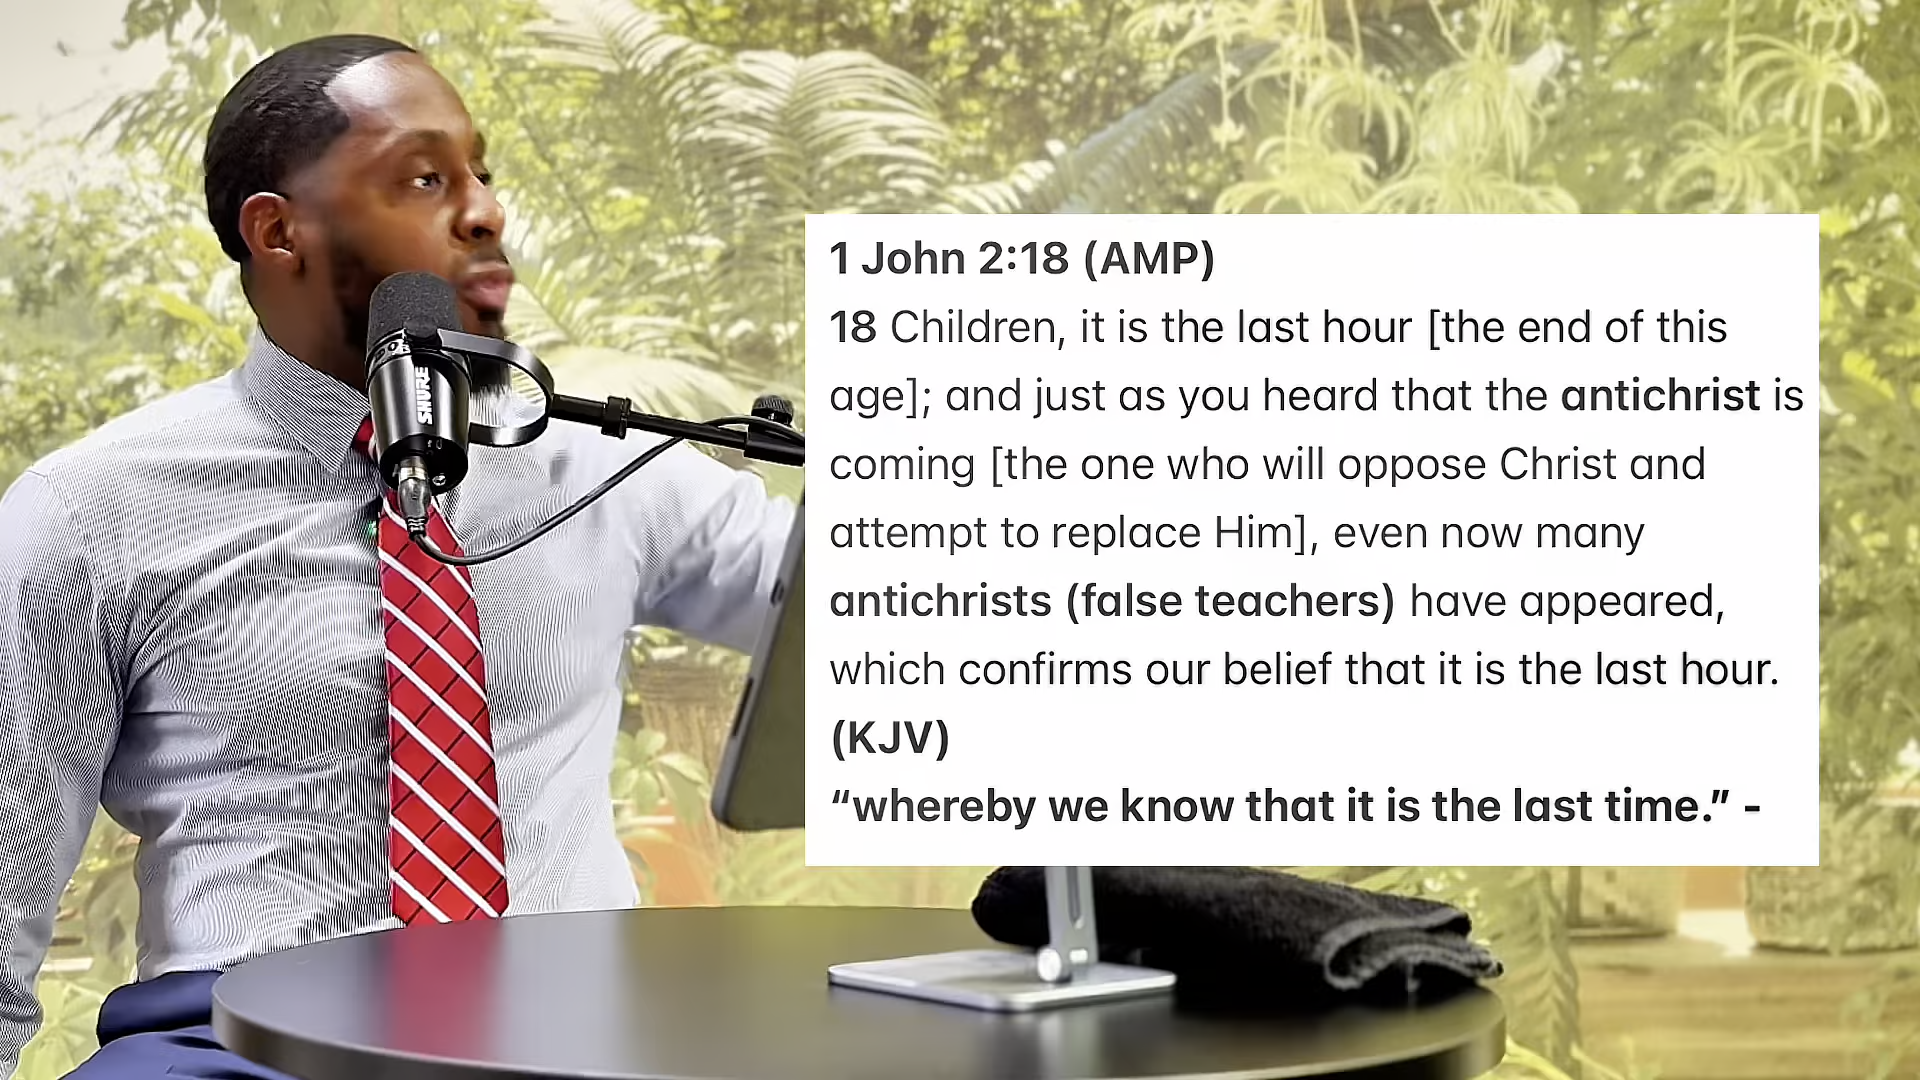 SHURE
1 John 2:18 (AMP)
18 Children, it is the last hour [the end of this
age]; and just as you heard that the antichrist is
coming [the one who will oppose Christ and
attempt to replace Him], even now many
antichrists (false teachers) have appeared,
which confirms our belief that it is the last hour.
(KJV)
“whereby we know that it is the last time.” -